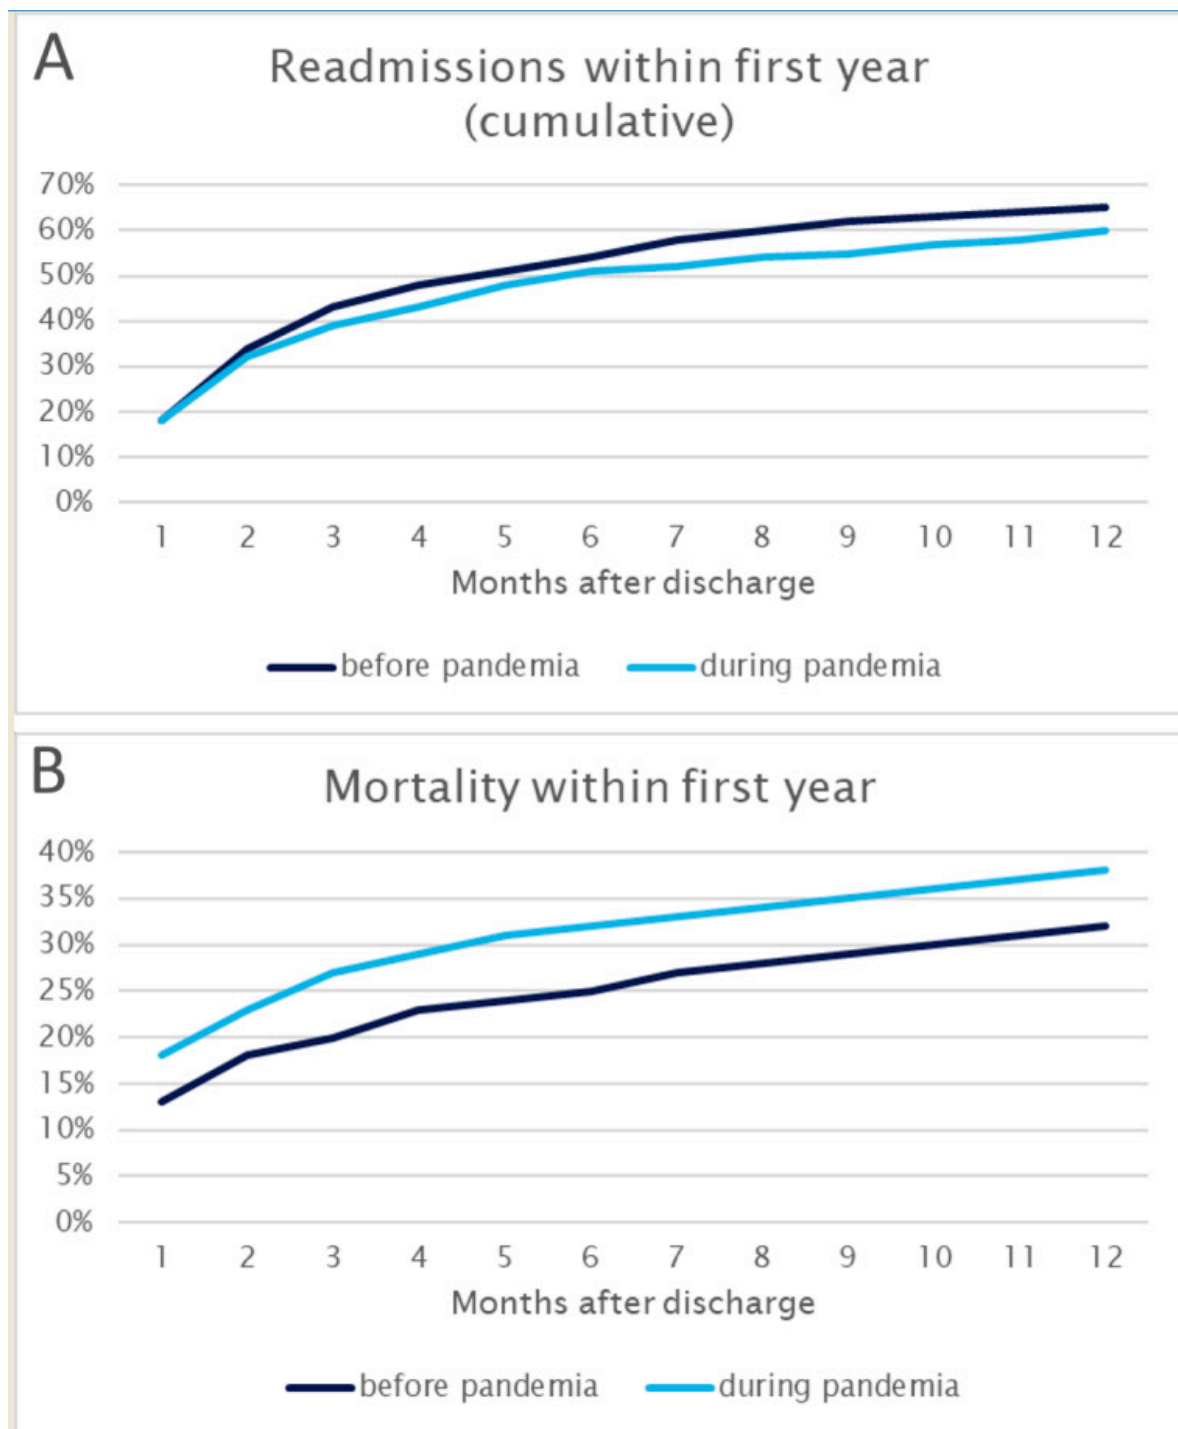 A
Readmissions within first year
(cumulative)
70%
60%
50%
40%
30%
20%
10%
0%
1 2 3 4 5 6 7 8 9 10 11 12
Months after discharge
before pandemia during pandemia
B
Mortality within first year
40%
35%
30%
25%
20%
15%
10%
5%
0%
1 2 3 4 5 6 7 8 9 10 11 12
Months after discharge
before pandemia during pandemia